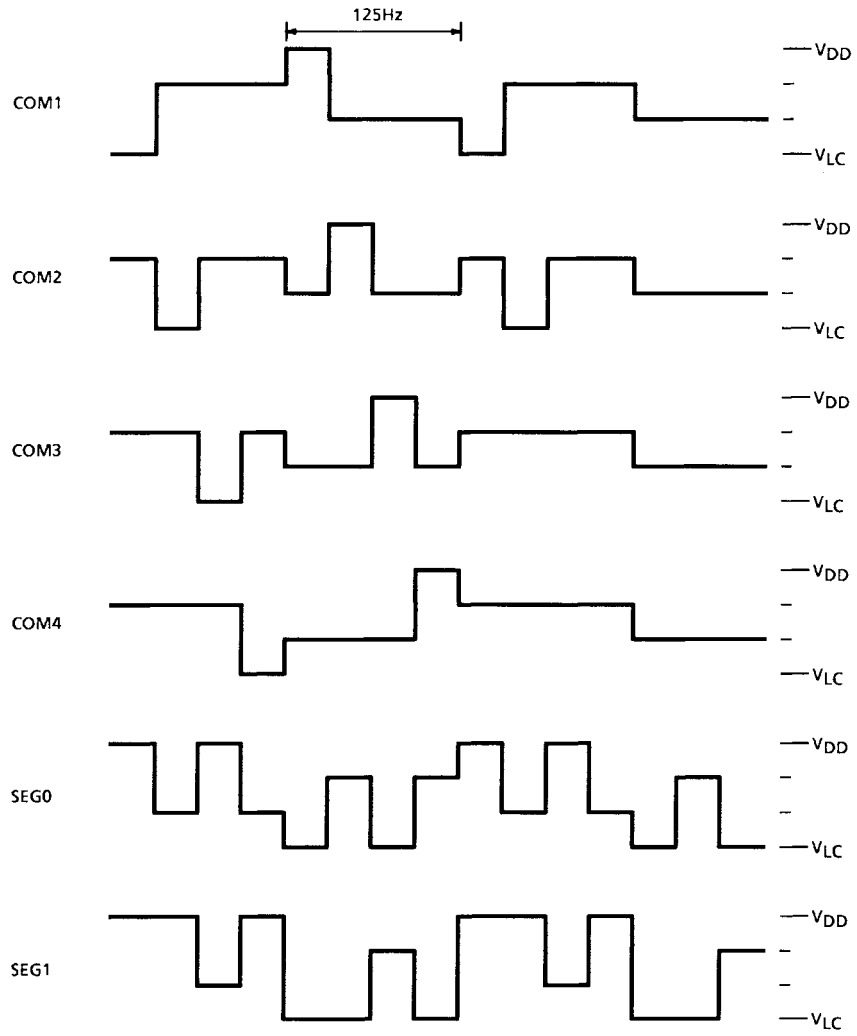 125Hz
VDD
COM1
VLC
VDD
COM2
VLC
VDD
COM3
VLC
VDD
COM4
VLC
VDD
SEG0
VLC
VDD
SEG1
VLC